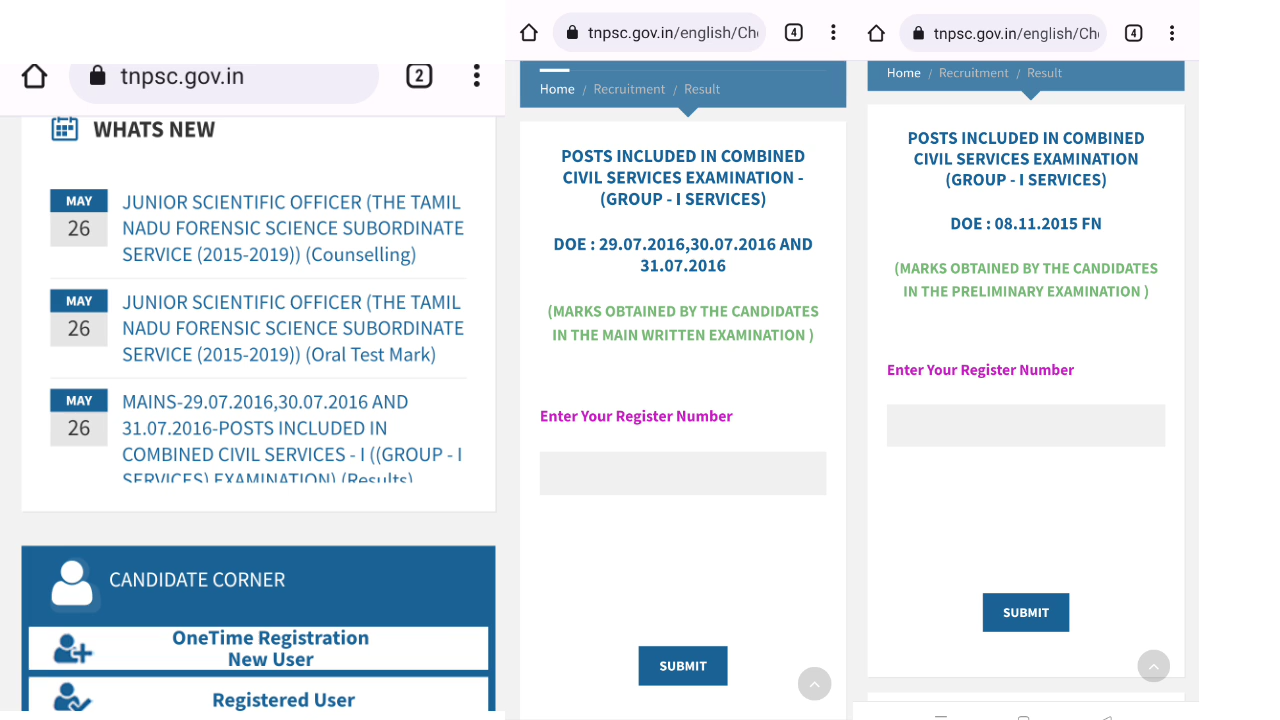 tnpsc.gov.in
2
WHATS NEW
MAY
26
JUNIOR SCIENTIFIC OFFICER (THE TAMIL
NADU FORENSIC SCIENCE SUBORDINATE
SERVICE (2015-2019)) (Counselling)
MAY
26
JUNIOR SCIENTIFIC OFFICER (THE TAMIL
NADU FORENSIC SCIENCE SUBORDINATE
SERVICE (2015-2019)) (Oral Test Mark)
MAY
26
MAINS-29.07.2016,30.07.2016 AND
31.07.2016-POSTS INCLUDED IN
COMBINED CIVIL SERVICES - I ((GROUP - I
SERVICES) EXAMINATION) (Results)
CANDIDATE CORNER
OneTime Registration
New User
Registered User
tnpsc.gov.in/english/Ch
4
Home / Recruitment / Result
POSTS INCLUDED IN COMBINED
CIVIL SERVICES EXAMINATION -
(GROUP - I SERVICES)
DOE : 29.07.2016,30.07.2016 AND
31.07.2016
(MARKS OBTAINED BY THE CANDIDATES
IN THE MAIN WRITTEN EXAMINATION )
Enter Your Register Number
SUBMIT
tnpsc.gov.in/english/Ch
4
Home / Recruitment / Result
POSTS INCLUDED IN COMBINED
CIVIL SERVICES EXAMINATION
(GROUP - I SERVICES)
DOE : 08.11.2015 FN
(MARKS OBTAINED BY THE CANDIDATES
IN THE PRELIMINARY EXAMINATION )
Enter Your Register Number
SUBMIT